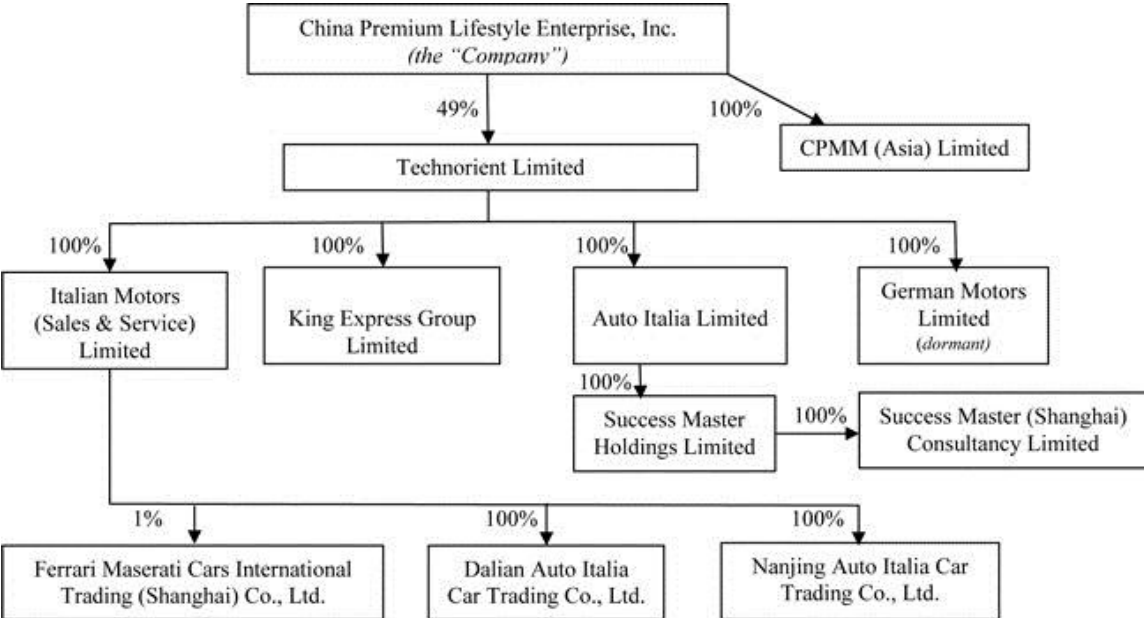 China Premium Lifestyle Enterprise, Inc.
(the “Company”)
49%
100%
CPMM (Asia) Limited
Technorient Limited
100%
100%
100%
100%
Italian Motors
(Sales & Service)
Limited
King Express Group
Limited
Auto Italia Limited
German Motors
Limited
(dormant)
100%
Success Master
Holdings Limited
100%
Success Master (Shanghai)
Consultancy Limited
1%
100%
100%
Ferrari Maserati Cars International
Trading (Shanghai) Co., Ltd.
Dalian Auto Italia
Car Trading Co., Ltd.
Nanjing Auto Italia Car
Trading Co., Ltd.